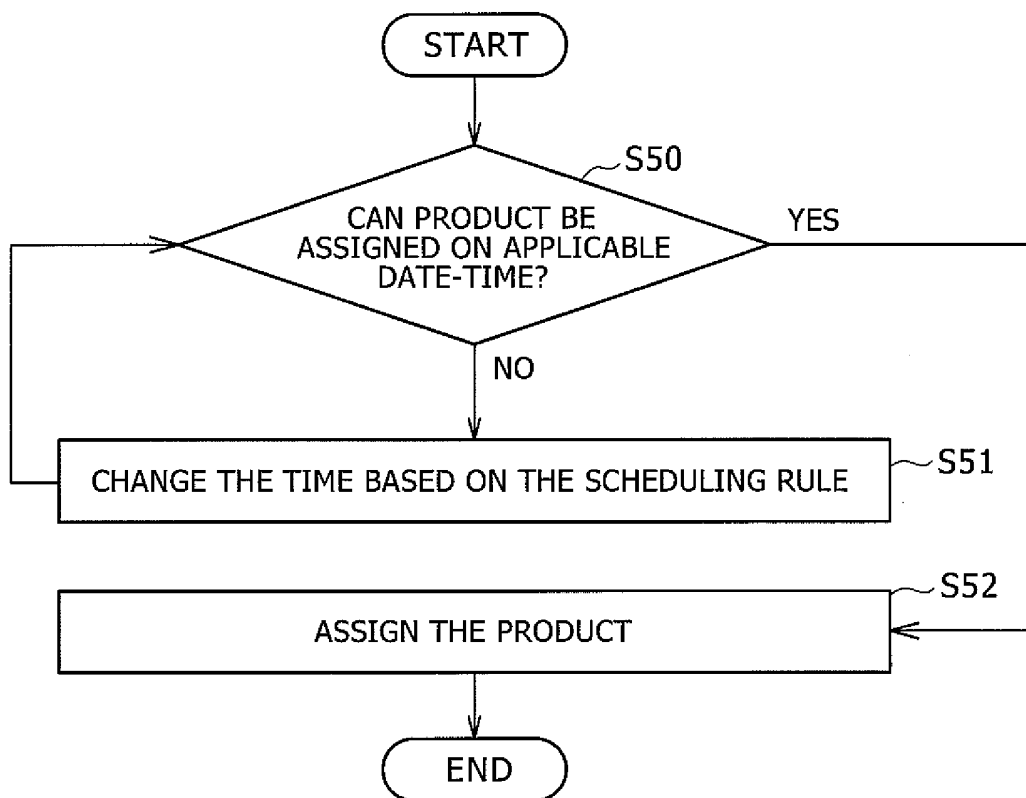 START
S50
CAN PRODUCT BE
ASSIGNED ON APPLICABLE
DATE-TIME?
YES
NO
CHANGE THE TIME BASED ON THE SCHEDULING RULE
S51
S52
ASSIGN THE PRODUCT
END